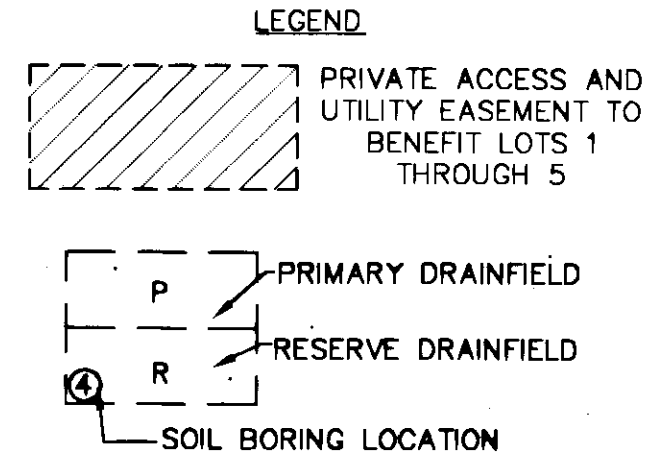 LEGEND
PRIVATE ACCESS AND
UTILITY EASEMENT TO
BENEFIT LOTS 1
THROUGH 5
P
PRIMARY DRAINFIELD
R
RESERVE DRAINFIELD
4
SOIL BORING LOCATION